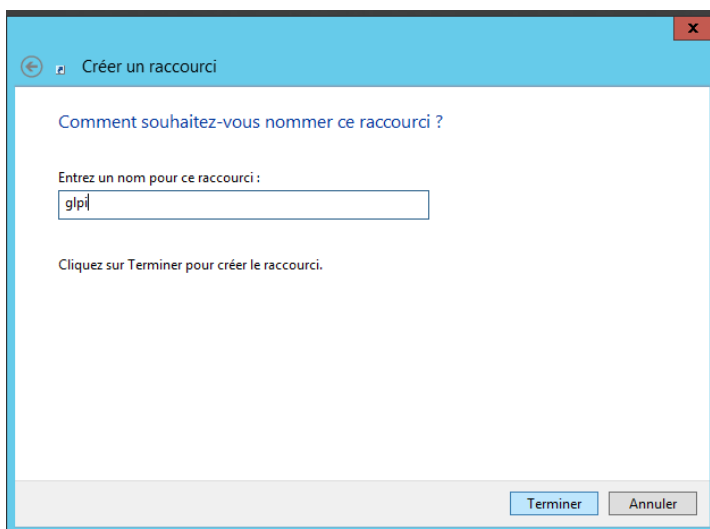 x
Créer un raccourci
Comment souhaitez-vous nommer ce raccourci ?
Entrez un nom pour ce raccourci :
glpi
Cliquez sur Terminer pour créer le raccourci.
Terminer Annuler